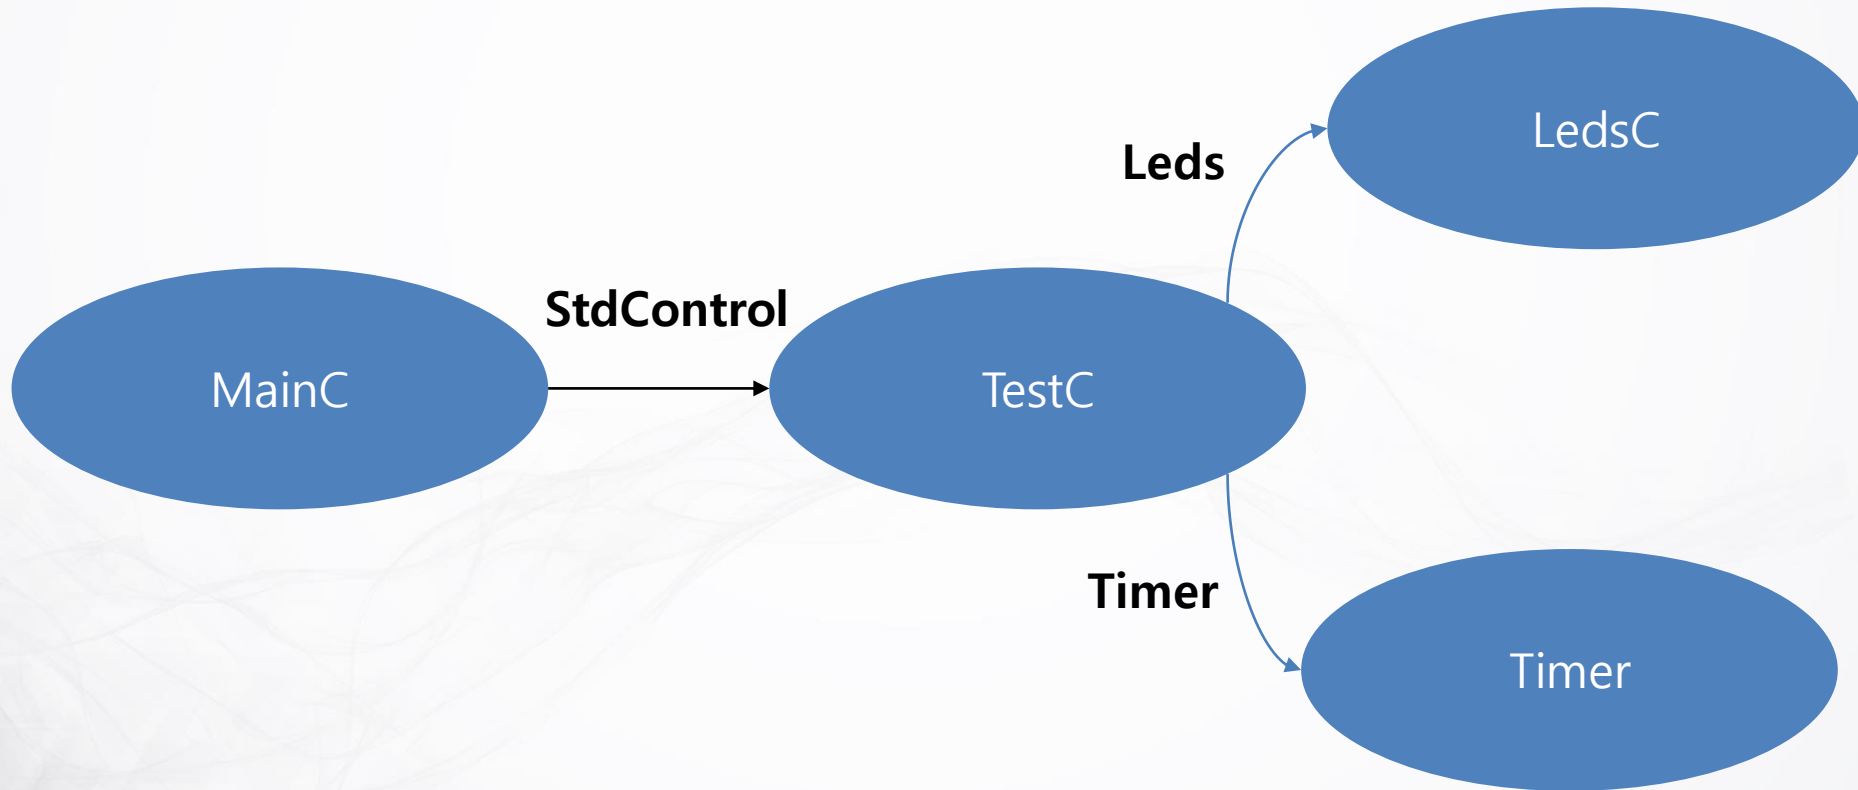 LedsC
Leds
StdControl
MainC
TestC
Timer
Timer